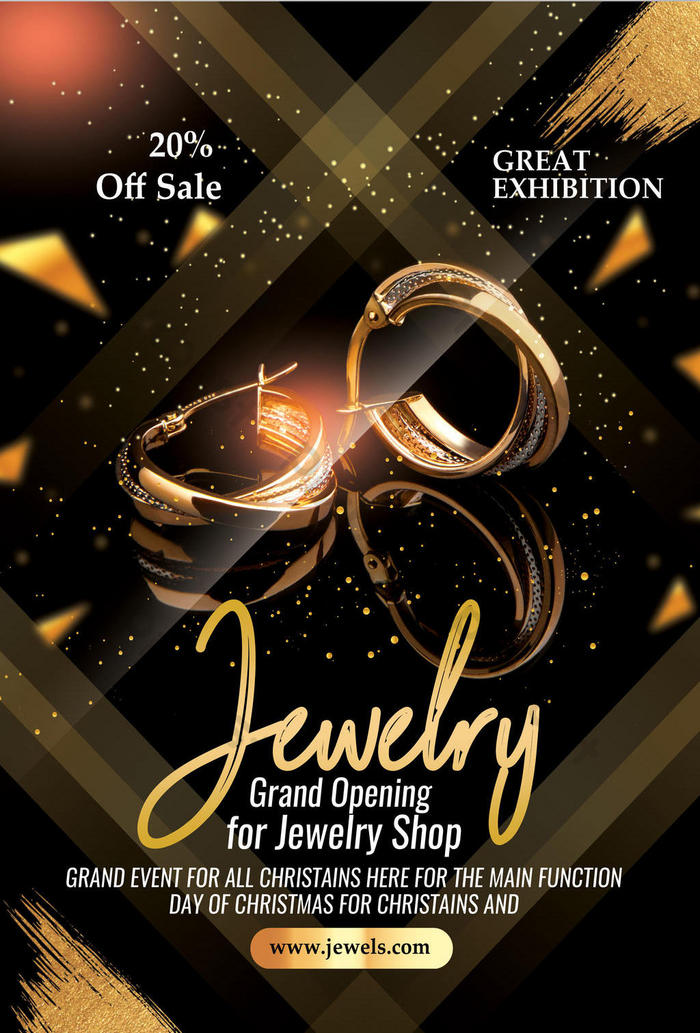 20%
Off Sale
GREAT
EXHIBITION
Jewelry
Grand Opening
for Jewelry Shop
GRAND EVENT FOR ALL CHRISTAINS HERE FOR THE MAIN FUNCTION
DAY OF CHRISTMAS FOR CHRISTAINS AND
www.jewels.com